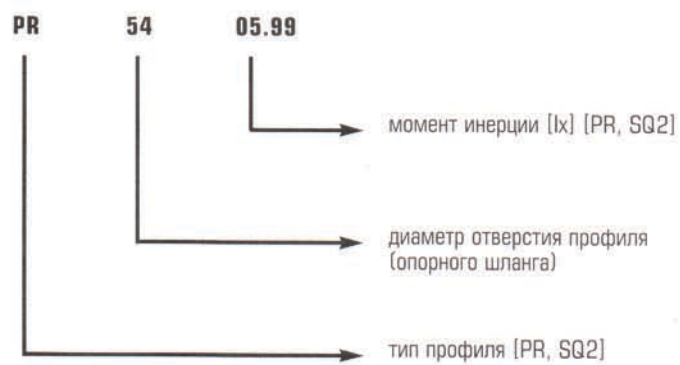 PR 54 05.99
момент инерции [Ix] [PR, SQ2]
диаметр отверстия профиля
(опорного шланга)
тип профиля [PR, SQ2]